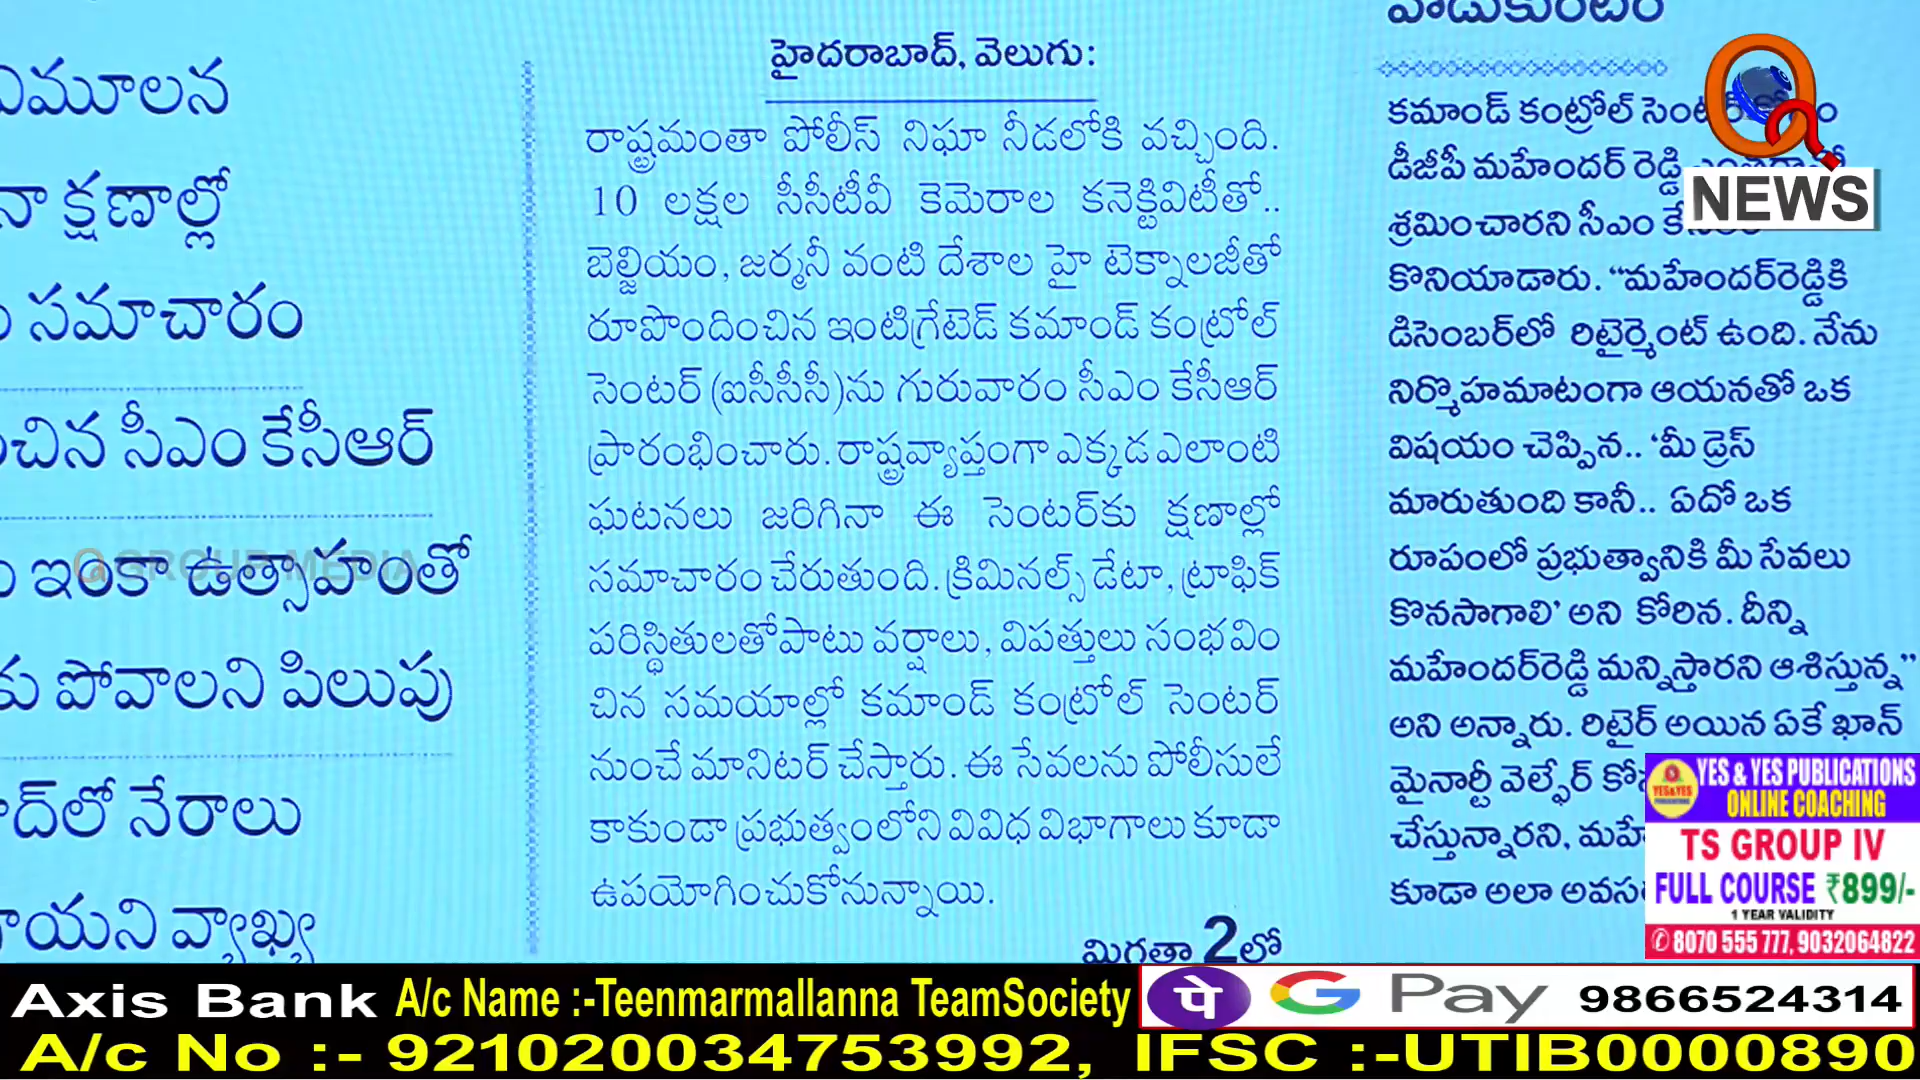 విమూలన
నా క్షణాల్లో
సమాచారం
చిన సీఎం కేసీఆర్
ఇంకా ఉత్సాహంతో
కు పోవాలని పిలుపు
ద్‌లో నేరాలు
యని వ్యాఖ్య
Q GROUP MEDIA
హైదరాబాద్, వెలుగు:
రాష్ట్రమంతా పోలీస్ నిఘా నీడలోకి వచ్చింది.
10 లక్షల సీసీటీవీ కెమెరాల కనెక్టివిటీతో..
బెల్జియం, జర్మనీ వంటి దేశాల హై టెక్నాలజీతో
రూపొందించిన ఇంటిగ్రేటెడ్ కమాండ్ కంట్రోల్
సెంటర్ (ఐసీసీసీ)ను గురువారం సీఎం కేసీఆర్
ప్రారంభించారు. రాష్ట్రవ్యాప్తంగా ఎక్కడ ఎలాంటి
ఘటనలు జరిగినా ఈ సెంటర్‌కు క్షణాల్లో
సమాచారం చేరుతుంది. క్రిమినల్స్ డేటా, ట్రాఫిక్
పరిస్థితులతోపాటు వర్షాలు, విపత్తులు సంభవిం
చిన సమయాల్లో కమాండ్ కంట్రోల్ సెంటర్
నుంచే మానిటర్ చేస్తారు. ఈ సేవలను పోలీసులే
కాకుండా ప్రభుత్వంలోని వివిధ విభాగాలు కూడా
ఉపయోగించుకోనున్నాయి.
మిగతా 2లో
వాడుకుంటం
కమాండ్ కంట్రోల్
డీజీపీ మహేందర్ రెడ్డి
శ్రమించారని సీఎం
కొనియాడారు. “మహేందర్‌రెడ్డికి
డిసెంబర్‌లో రిటైర్మెంట్ ఉంది. నేను
నిర్మొహమాటంగా ఆయనతో ఒక
విషయం చెప్పిన.. ‘మీ డ్రెస్
మారుతుంది కానీ.. ఏదో ఒక
రూపంలో ప్రభుత్వానికి మీ సేవలు
కొనసాగాలి’ అని కోరిన. దీన్ని
మహేందర్‌రెడ్డి మన్నిస్తారని ఆశిస్తున్న”
అని అన్నారు. రిటైర్ అయిన ఏకే ఖాన్
మైనార్టీ వెల్ఫేర్
చేస్తున్నారని,
కూడా అలా
Q
NEWS
YES & YES PUBLICATIONS
ONLINE COACHING
TS GROUP IV
FULL COURSE ₹899/-
1 YEAR VALIDITY
8070 555 777, 9032064822
Axis Bank A/c Name :-Teenmarmallanna TeamSociety
पे G Pay 9866524314
A/c No :- 921020034753992, IFSC :-UTIB0000890